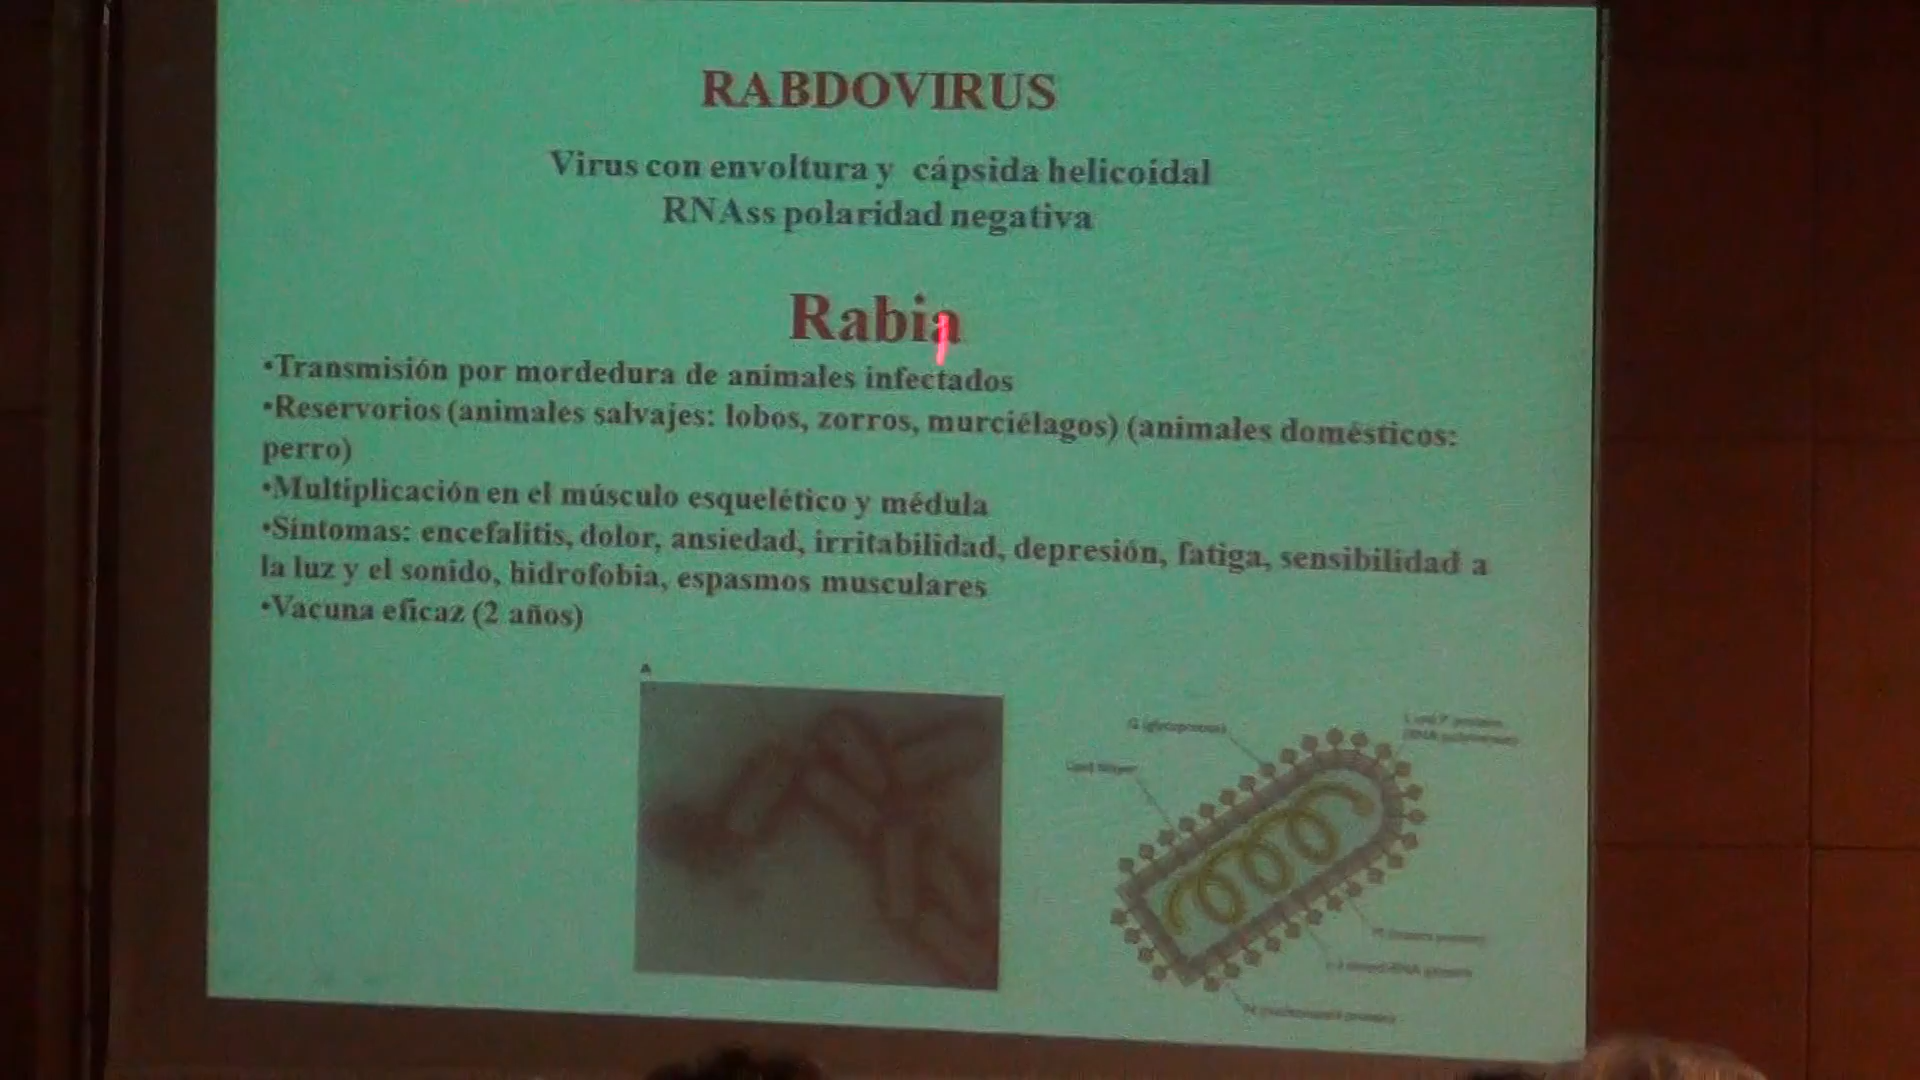 RABDOVIRUS
Virus con envoltura y cápsida helicoidal
RNAss polaridad negativa
Rabia
•Transmisión por mordedura de animales infectados
•Reservorios (animales salvajes: lobos, zorros, murciélagos) (animales domésticos:
perro)
•Multiplicación en el músculo esquelético y médula
•Síntomas: encefalitis, dolor, ansiedad, irritabilidad, depresión, fatiga, sensibilidad a
la luz y el sonido, hidrofobia, espasmos musculares
•Vacuna eficaz (2 años)
A